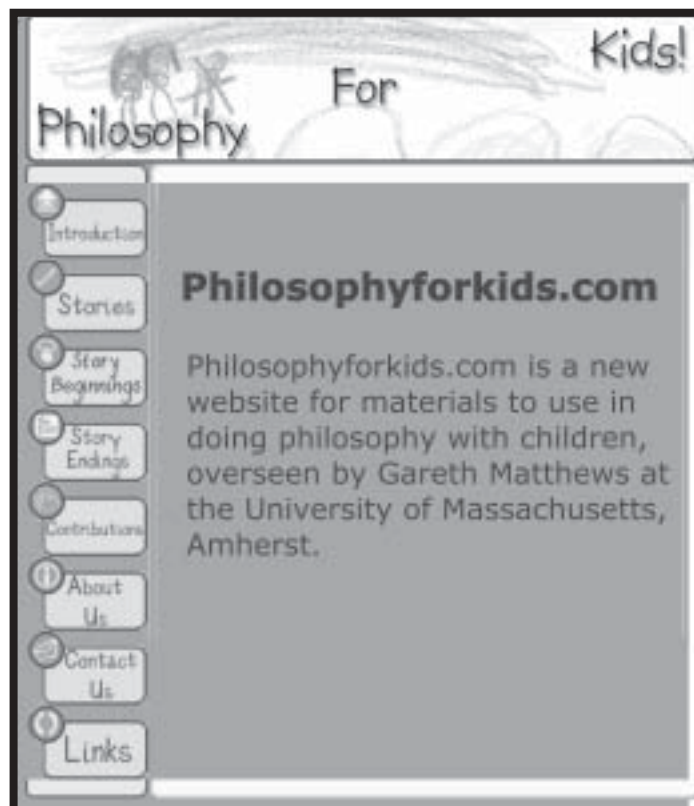 Philosophy For Kids!
Introduction
Stories
Story
Beginnings
Story
Endings
Contributions
About
Us
Contact
Us
Links
Philosophyforkids.com
Philosophyforkids.com is a new
website for materials to use in
doing philosophy with children,
overseen by Gareth Matthews at
the University of Massachusetts,
Amherst.